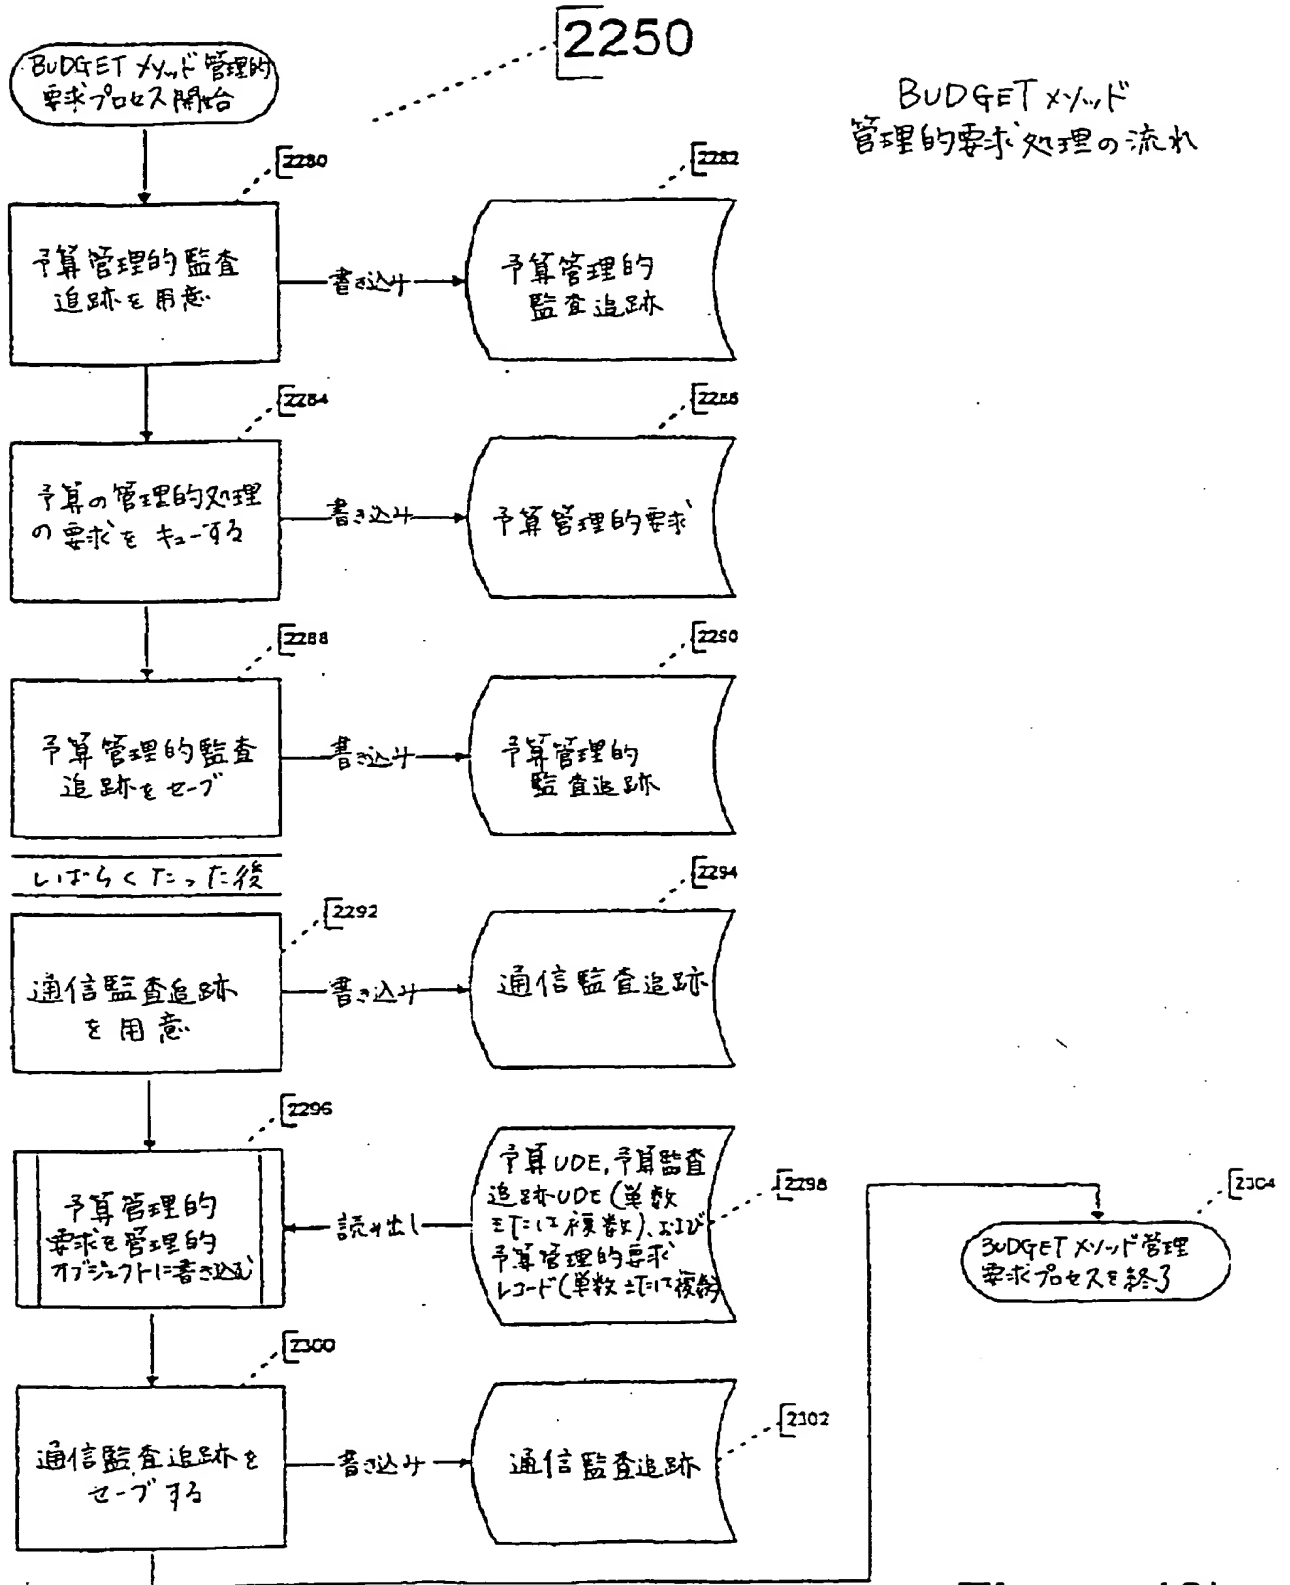 2250
BUDGETメソッド管理的
要求プロセス開始
BUDGETメソッド
管理的要求処理の流れ
2280
2282
予算管理的監査
追跡を用意
書き込み
予算管理的
監査追跡
2284
2286
予算の管理的処理
の要求をキューする
書き込み
予算管理的要求
2288
2290
予算管理的監査
追跡をセーブ
書き込み
予算管理的
監査追跡
しばらくたった後
2292
2294
通信監査追跡
を用意
書き込み
通信監査追跡
2296
予算管理的
要求を管理的
オブジェクトに書き込む
読み出し
予算UDE,予算監査
追跡UDE(単数
または複数)、および
予算管理的要求
レコード(単数または複数)
2298
2304
BUDGETメソッド管理
要求プロセスを終了
2300
2302
通信監査追跡を
セーブする
書き込み
通信監査追跡